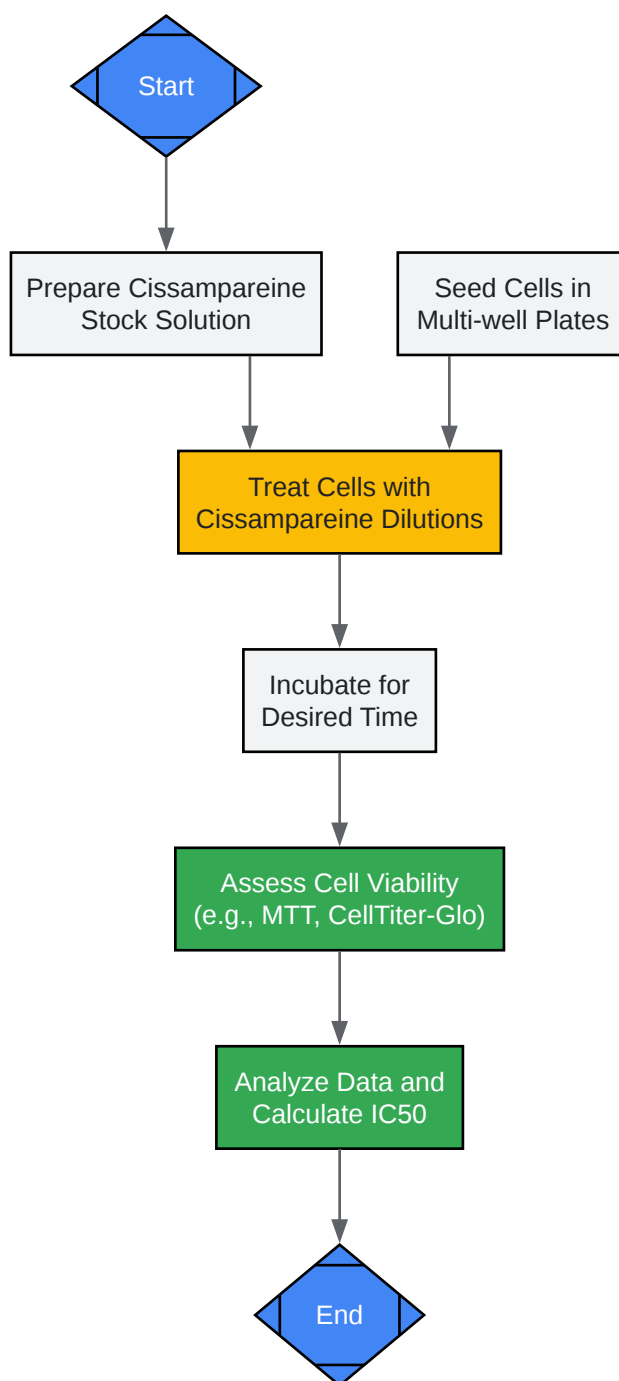 Start
Prepare Cissampareine
Stock Solution
Seed Cells in
Multi-well Plates
Treat Cells with
Cissampareine Dilutions
Incubate for
Desired Time
Assess Cell Viability
(e.g., MTT, CellTiter-Glo)
Analyze Data and
Calculate IC50
End